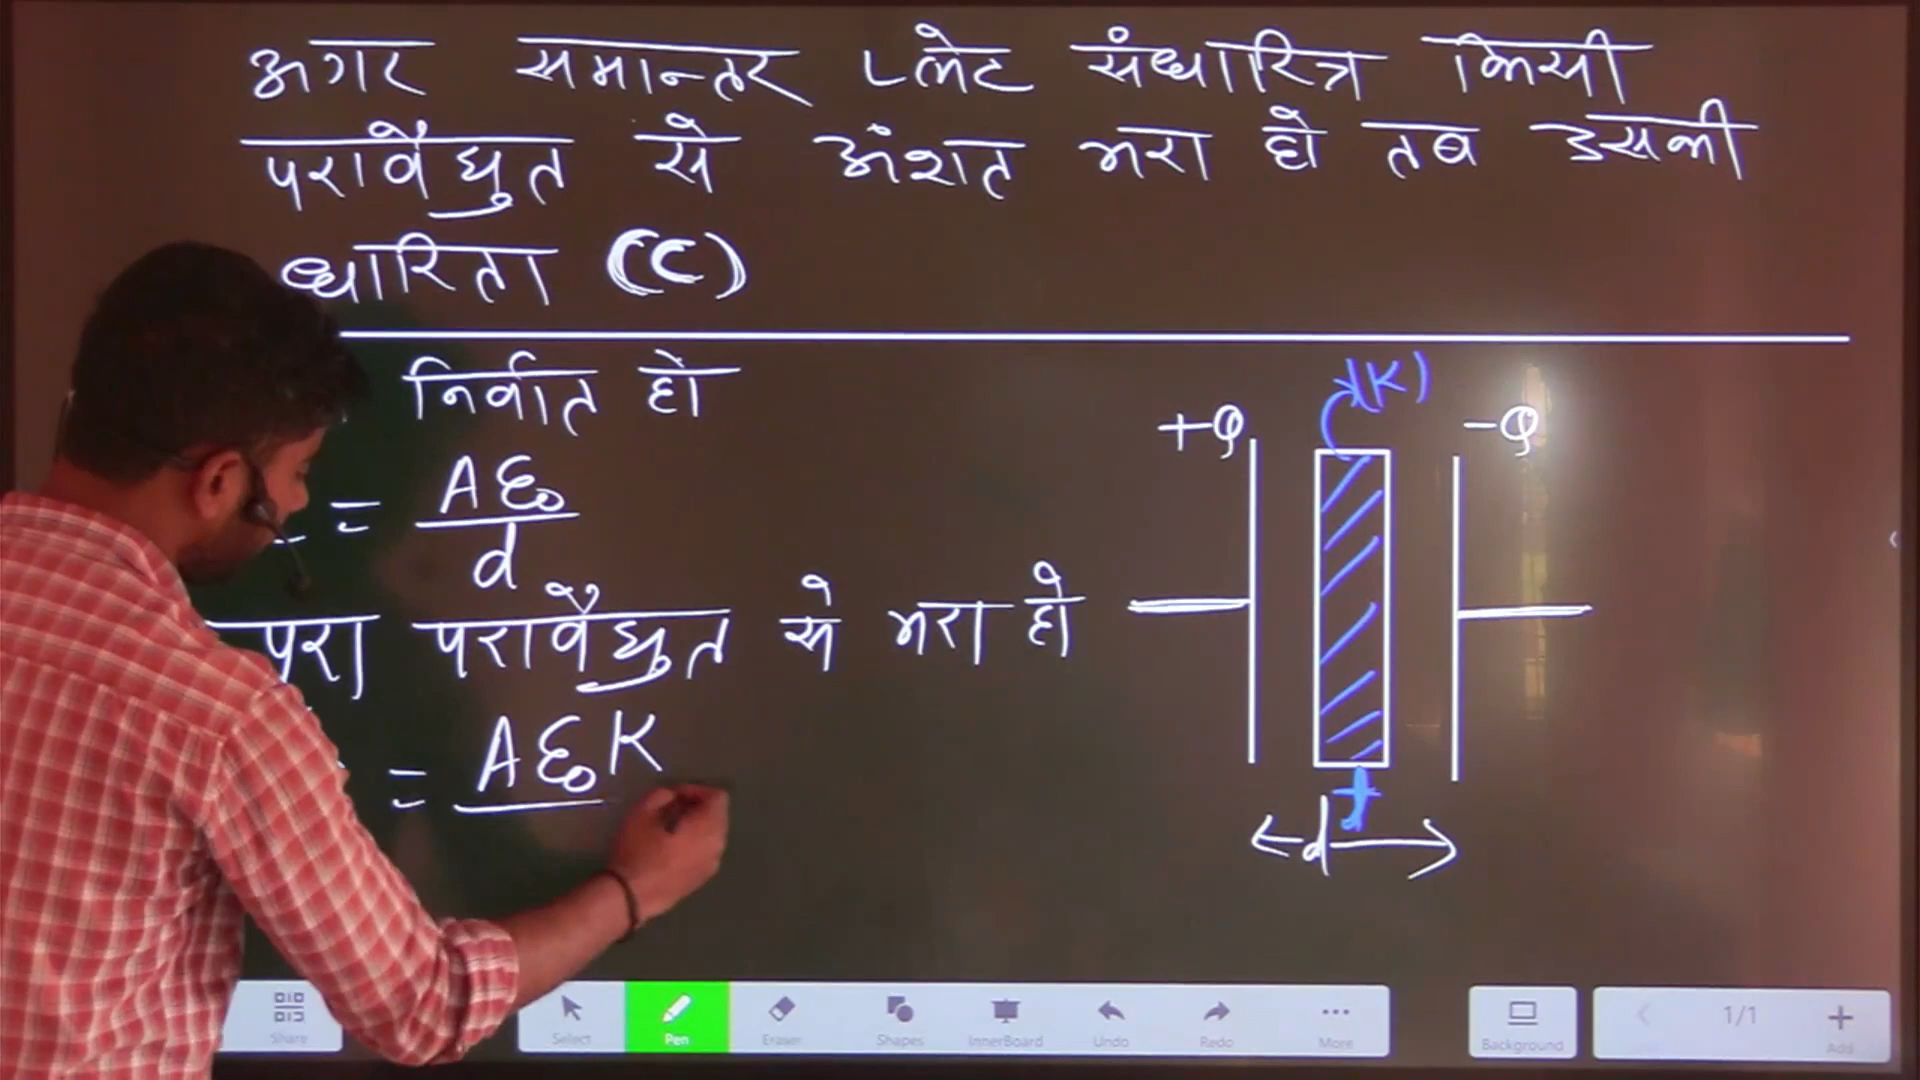 अगर समान्तर प्लेट संधारित्र किसी
परावैद्युत से अंशत भरा हो तब उसकी
धारिता (C)
निर्वात हो
= Aε₀
d
पूरा परावैद्युत से भरा हो
= Aε₀K
(K)
+Q
-Q
t
d
Share
Select
Pen
Eraser
Shapes
InnerBoard
Undo
Redo
More
Background
1/1
Add